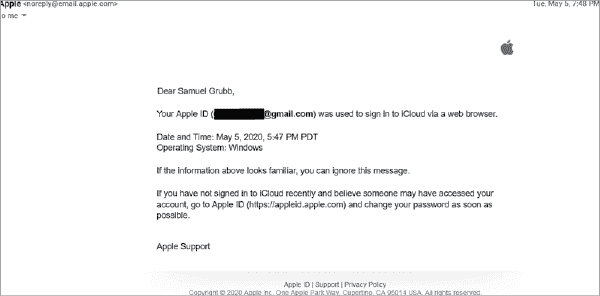 Apple <noreply@email.apple.com> Tue, May 5, 7:48 PM
o me
Dear Samuel Grubb,
Your Apple ID (@gmail.com) was used to sign in to iCloud via a web browser.
Date and Time: May 5, 2020, 5:47 PM PDT
Operating System: Windows
If the information above looks familiar, you can ignore this message.
If you have not signed in to iCloud recently and believe someone may have accessed your
account, go to Apple ID (https://appleid.apple.com) and change your password as soon as
possible.
Apple Support
Apple ID | Support | Privacy Policy
Copyright © 2020 Apple Inc. One Apple Park Way, Cupertino, CA 95014 USA. All rights reserved.